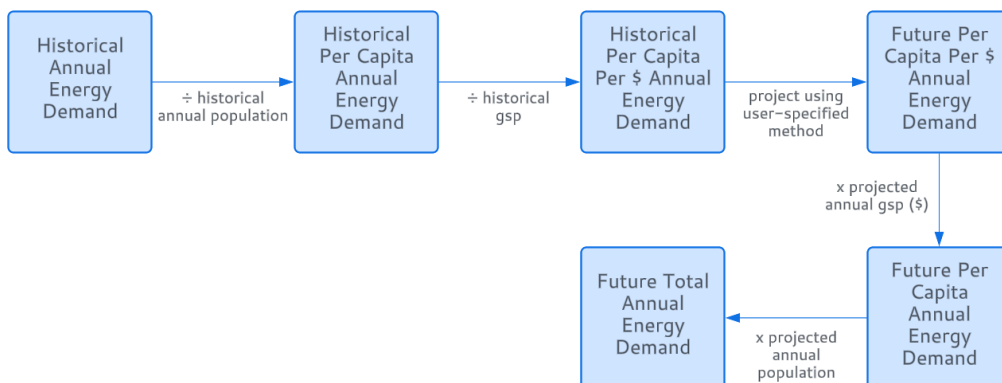 Historical
Annual
Energy
Demand
÷ historical
annual population
Historical
Per Capita
Annual
Energy
Demand
÷ historical
gsp
Historical
Per Capita
Per $ Annual
Energy
Demand
project using
user-specified
method
Future Per
Capita Per $
Annual
Energy
Demand
x projected
annual gsp ($)
Future Per
Capita
Annual
Energy
Demand
x projected
annual
population
Future Total
Annual
Energy
Demand